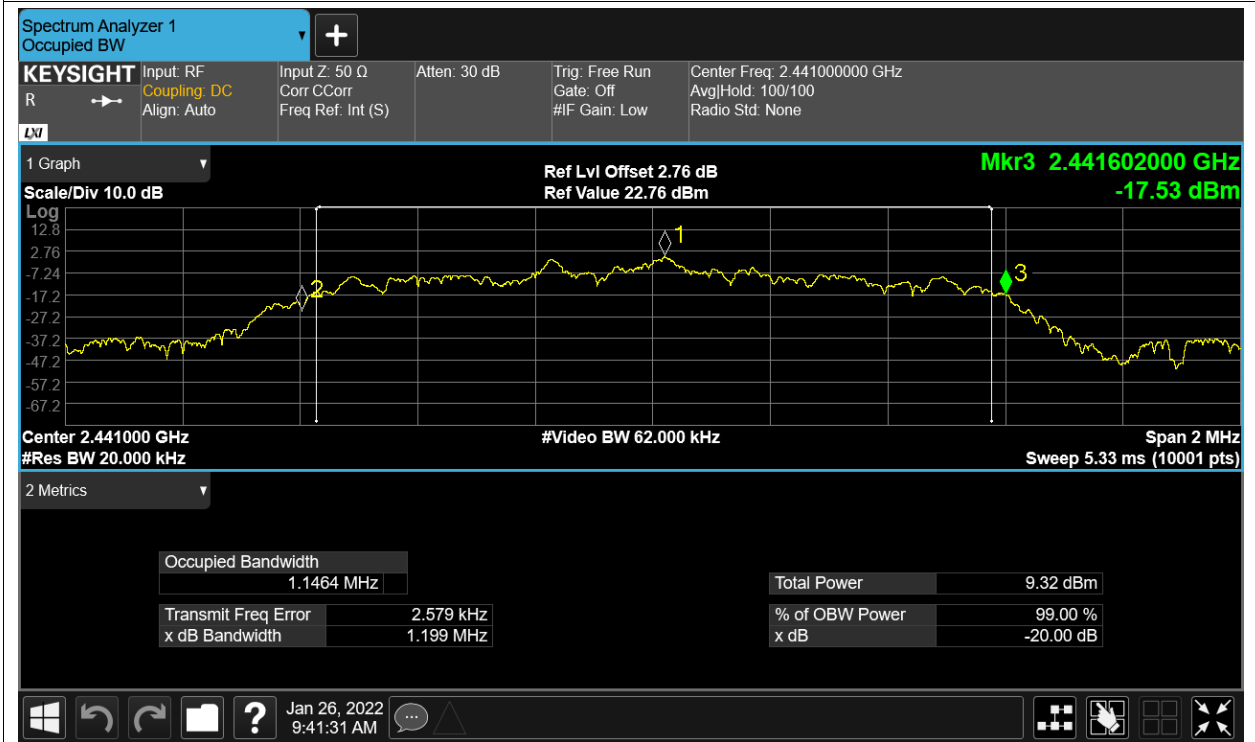 Spectrum Analyzer 1
Occupied BW
KEYSIGHT Input: RF Input Z: 50 Ω Atten: 30 dB Trig: Free Run Center Freq: 2.441000000 GHz
R Coupling: DC Corr CCorr Gate: Off Avg|Hold: 100/100
Align: Auto Freq Ref: Int (S) #IF Gain: Low Radio Std: None
LXI
1 Graph Ref Lvl Offset 2.76 dB Mkr3 2.441602000 GHz
Scale/Div 10.0 dB Ref Value 22.76 dBm -17.53 dBm
Log
12.8
1
2.76
-7.24
3
2
-17.2
-27.2
-37.2
-47.2
-57.2
-67.2
Center 2.441000 GHz #Video BW 62.000 kHz Span 2 MHz
#Res BW 20.000 kHz Sweep 5.33 ms (10001 pts)
2 Metrics
Occupied Bandwidth
1.1464 MHz
Total Power 9.32 dBm
Transmit Freq Error 2.579 kHz % of OBW Power 99.00 %
x dB Bandwidth 1.199 MHz x dB -20.00 dB
? Jan 26, 2022
9:41:31 AM